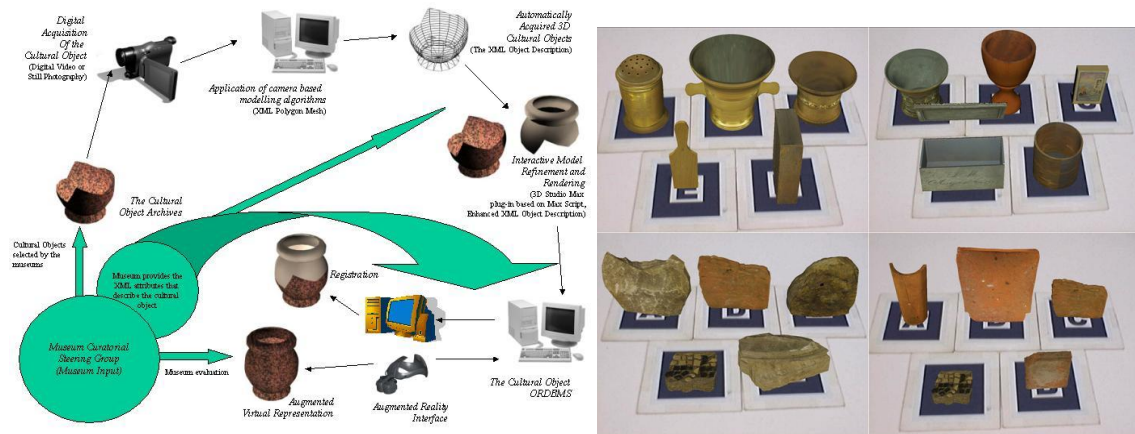 Digital
Acquisition
Of the
Cultural Object
(Digital Video or
Still Photography)
Application of camera based
modelling algorithms
(XML Polygon Mesh)
Automatically
Acquired 3D
Cultural Objects
(The XML Object Description)
Interactive Model
Refinement and
Rendering
(3D Studio Max
plug-in based on Max Script,
Enhanced XML Object Description)
The Cultural
Object Archives
Cultural Objects
selected by the
museums
Museum provides the
XML attributes that
describe the cultural
object
Registration
Museum Curatorial
Steering Group
(Museum Input)
Museum evaluation
Augmented
Virtual Representation
Augmented Reality
Interface
The Cultural Object
ORDBMS
E
A
D
A
C
D